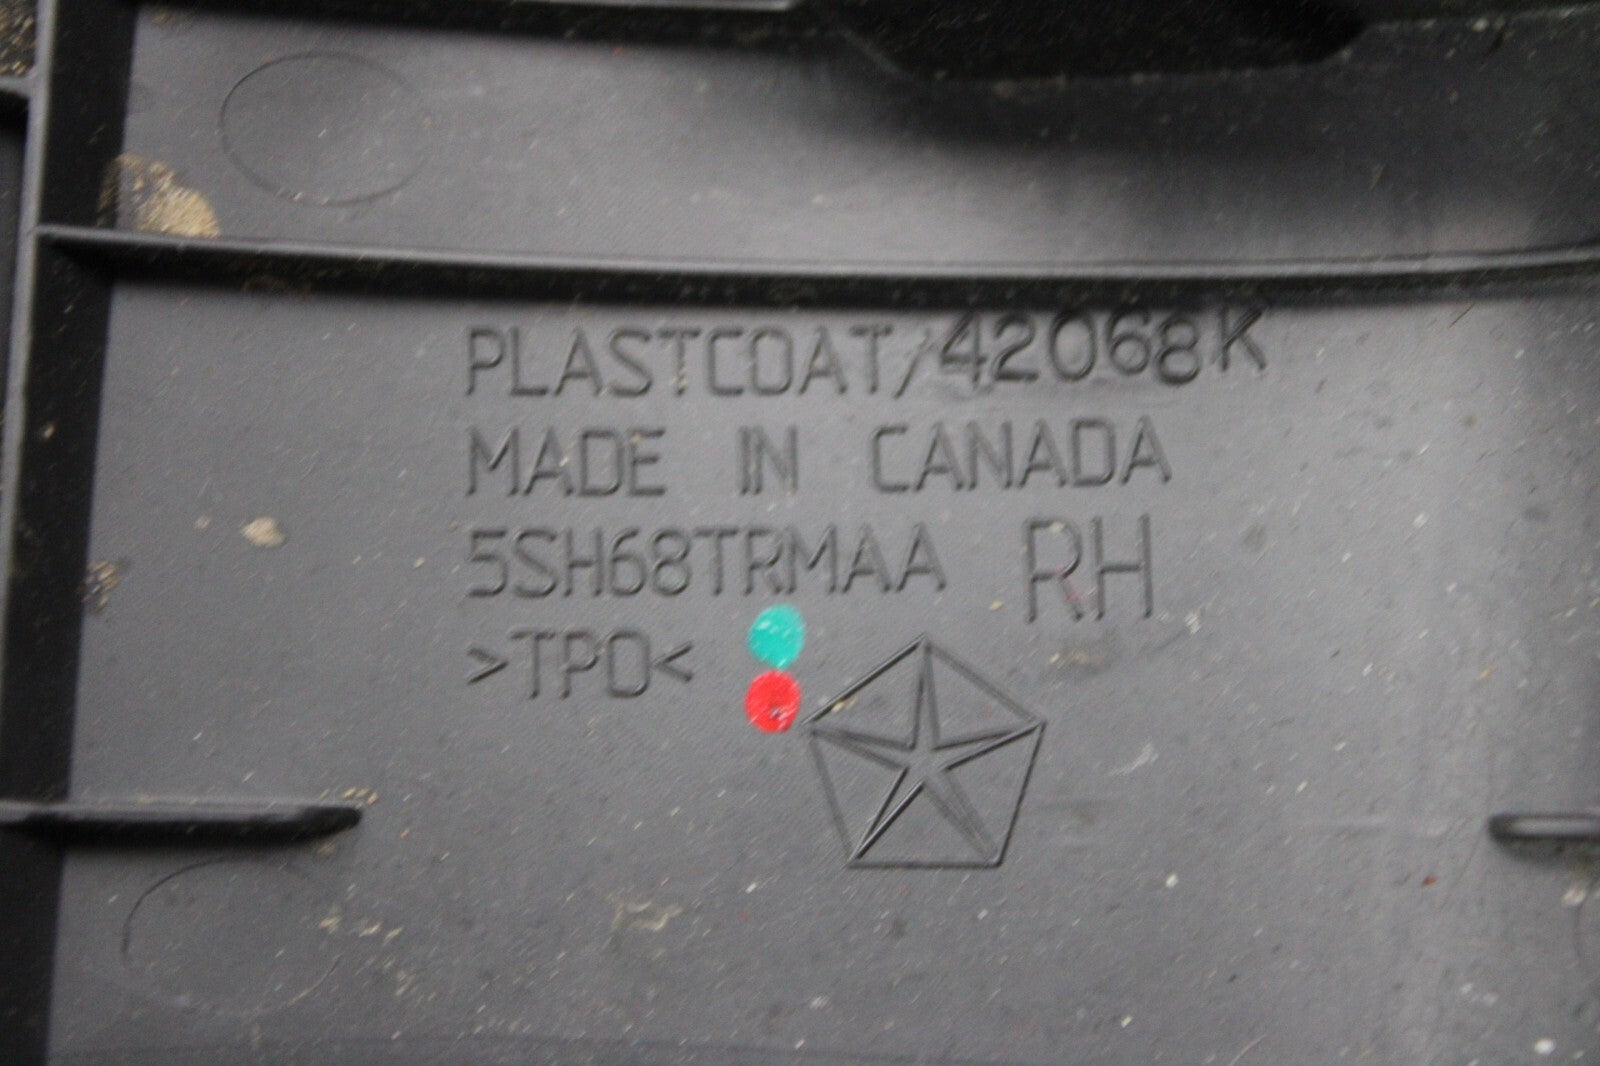 PLASTCOAT/42068K
MADE IN CANADA
5SH68TRMAA RH
>TPO<